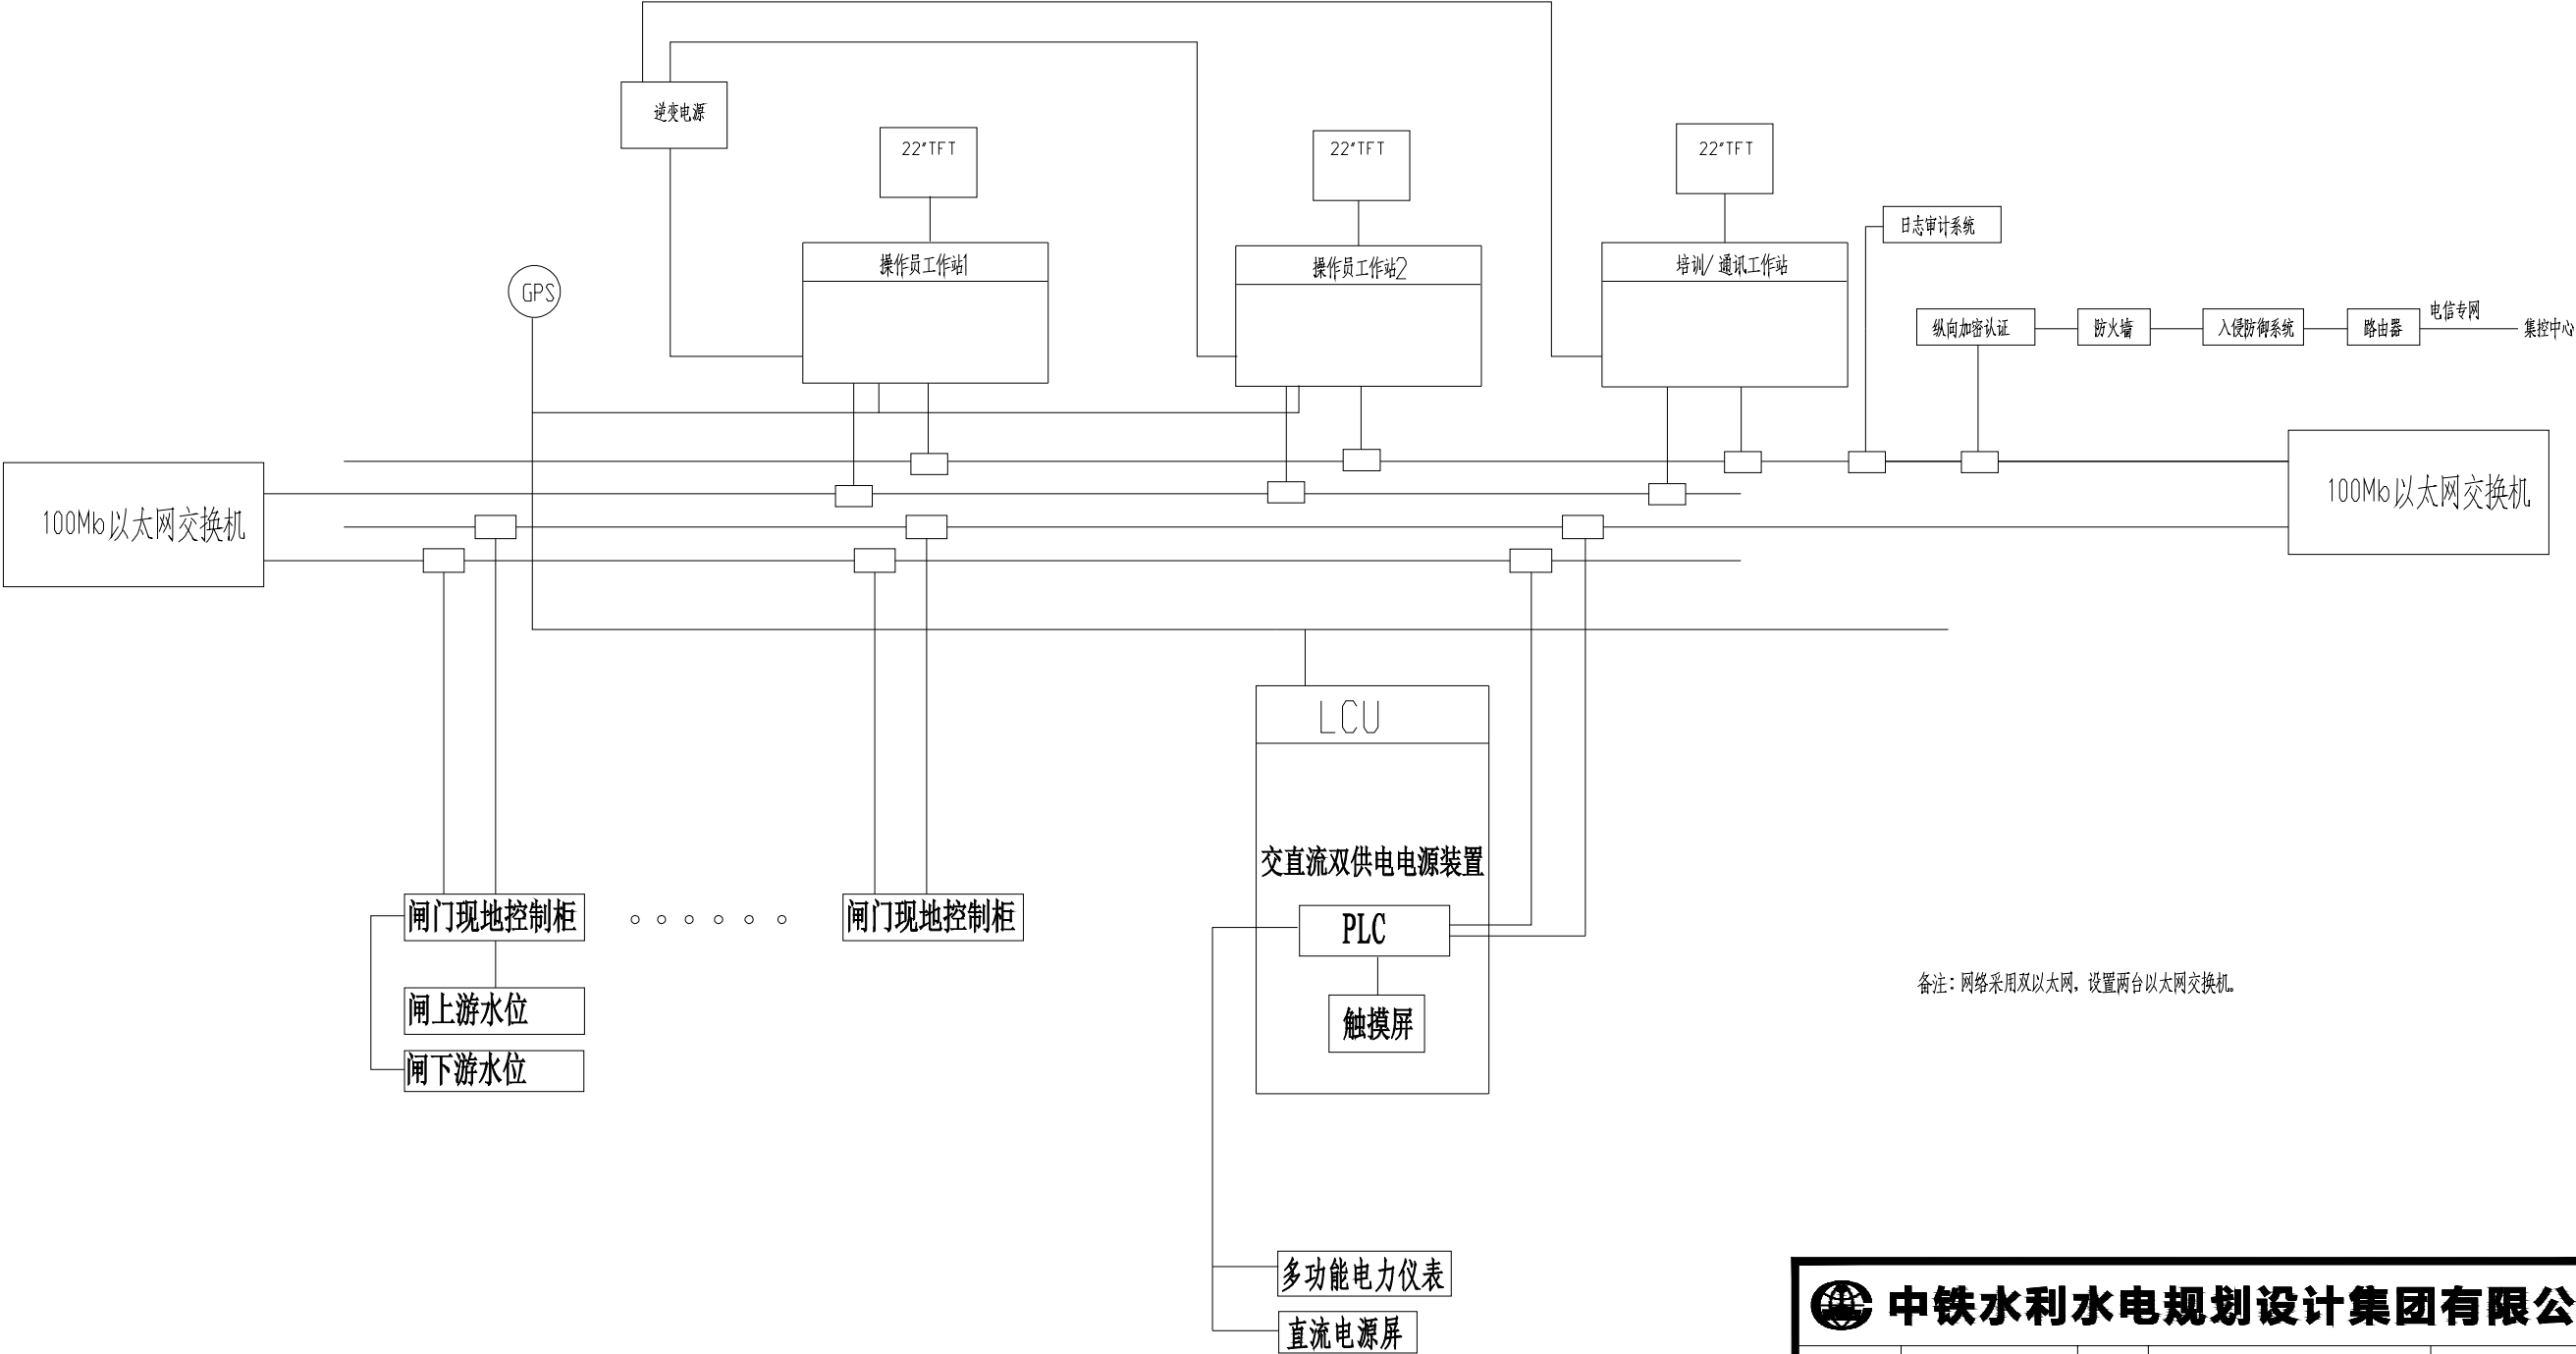 逆变电源
22"TFT
22"TFT
22"TFT
日志审计系统
操作员工作站1
操作员工作站2
培训/通讯工作站
GPS
纵向加密认证
防火墙
入侵防御系统
路由器
电信专网
集控中心
100Mb以太网交换机
100Mb以太网交换机
LCU
交直流双供电电源装置
闸门现地控制柜
闸门现地控制柜
PLC
闸上游水位
触摸屏
闸下游水位
备注：网络采用双以太网，设置两台以太网交换机。
多功能电力仪表
直流电源屏
中铁水利水电规划设计集团有限公